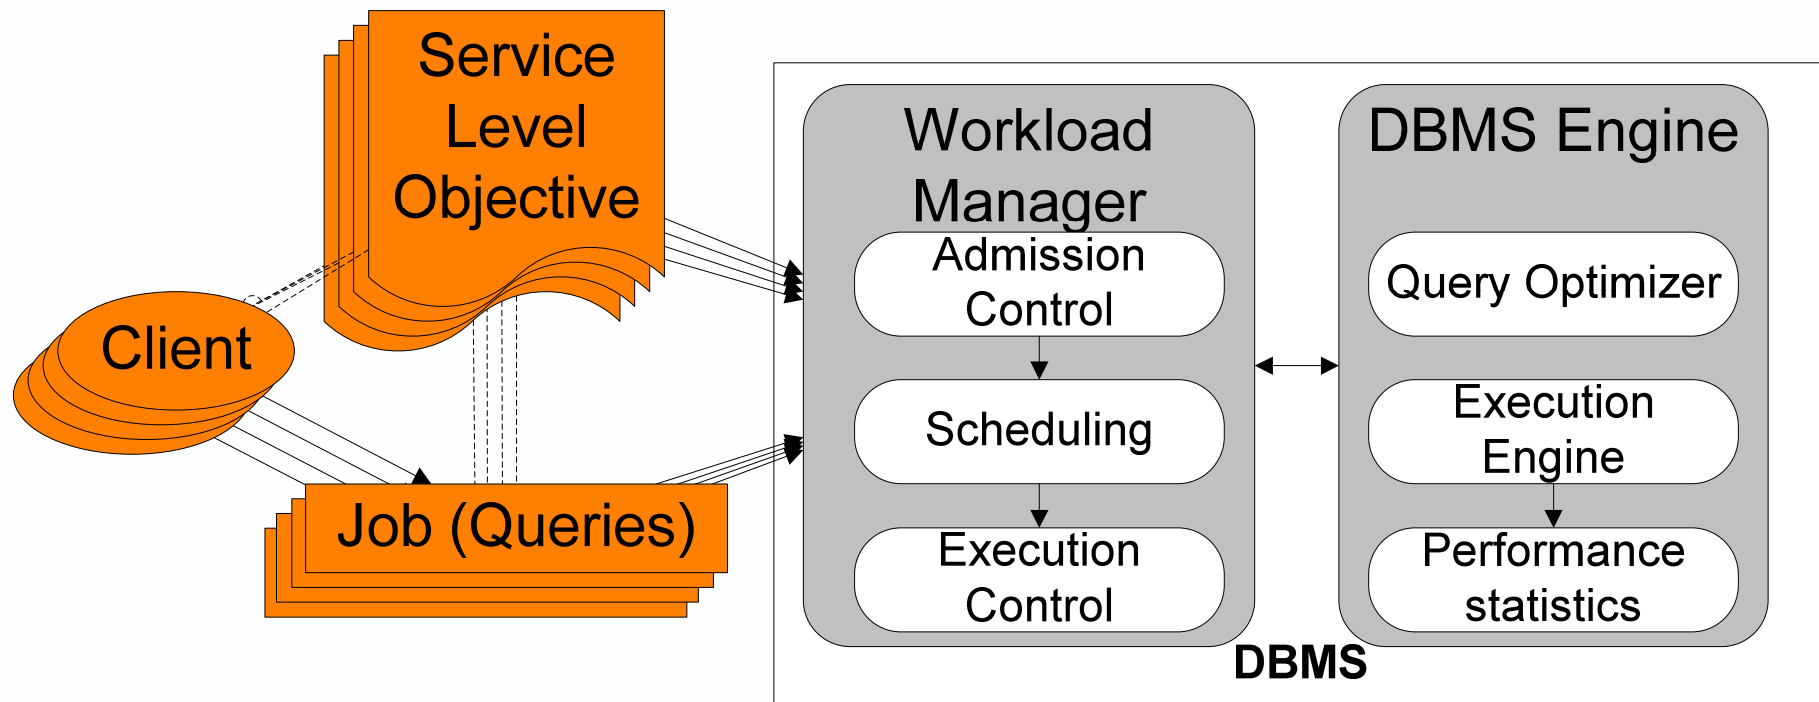 Service
Level
Objective
Client
Job (Queries)
Workload
Manager
Admission
Control
Scheduling
Execution
Control
DBMS Engine
Query Optimizer
Execution
Engine
Performance
statistics
DBMS